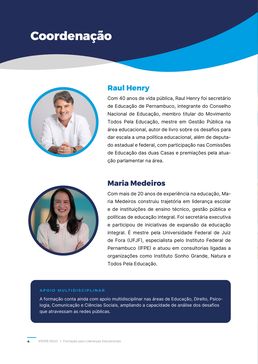 Coordenação
Raul Henry
Com 40 anos de vida pública, Raul Henry foi secretário
de Educação de Pernambuco, integrante do Conselho
Nacional de Educação, membro titular do Movimento
Todos Pela Educação, mestre em Gestão Pública na
área educacional, autor de livro sobre os desafios para
dar escala a uma política educacional, além de deputa-
do estadual e federal, com participação nas Comissões
de Educação das duas Casas e premiações pela atua-
ção parlamentar na área.
Maria Medeiros
Com mais de 20 anos de experiência na educação, Ma-
ria Medeiros construiu trajetória em liderança escolar
e de instituições de ensino técnico, gestão pública e
políticas de educação integral. Foi secretária executiva
e participou de iniciativas de expansão da educação
integral. É mestre pela Universidade Federal de Juiz
de Fora (UFJF), especialista pelo Instituto Federal de
Pernambuco (IFPE) e atuou em consultorias ligadas a
organizações como Instituto Sonho Grande, Natura e
Todos Pela Educação.
APOIO MULTIDISCIPLINAR
A formação conta ainda com apoio multidisciplinar nas áreas de Educação, Direito, Psico-
logia, Comunicação e Ciências Sociais, ampliando a capacidade de análise dos desafios
que atravessam as redes públicas.
Formação para Lideranças Educacionais